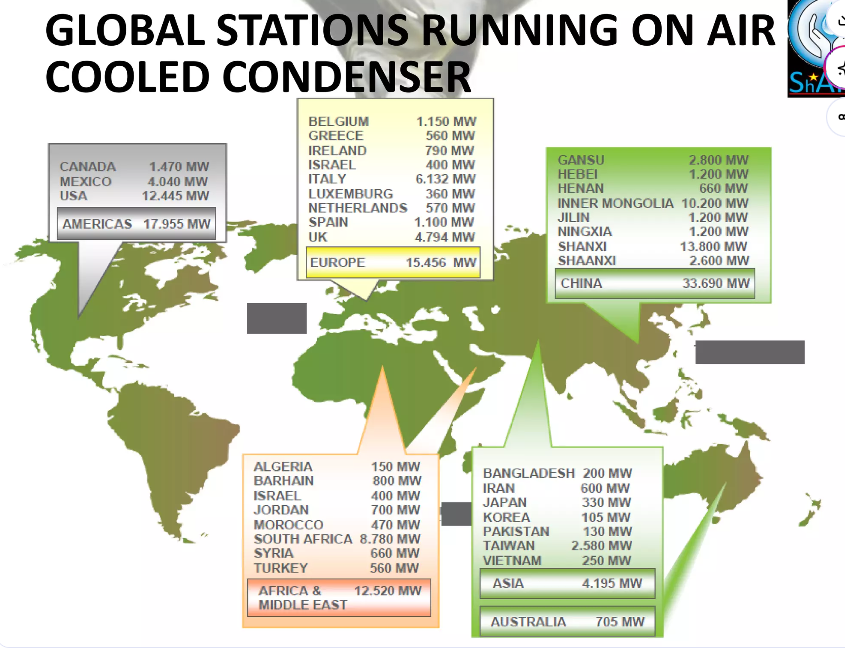 GLOBAL STATIONS RUNNING ON AIR
COOLED CONDENSER
CANADA 1.470 MW
MEXICO 4.040 MW
USA 12.445 MW
AMERICAS 17.955 MW
BELGIUM 1.150 MW
GREECE 560 MW
IRELAND 790 MW
ISRAEL 400 MW
ITALY 6.132 MW
LUXEMBURG 360 MW
NETHERLANDS 570 MW
SPAIN 1.100 MW
UK 4.794 MW
EUROPE 15.456 MW
GANSU 2.800 MW
HEBEI 1.200 MW
HENAN 660 MW
INNER MONGOLIA 10.200 MW
JILIN 1.200 MW
NINGXIA 1.200 MW
SHANXI 13.800 MW
SHAANXI 2.600 MW
CHINA 33.690 MW
ALGERIA 150 MW
BARHAIN 800 MW
ISRAEL 400 MW
JORDAN 700 MW
MOROCCO 470 MW
SOUTH AFRICA 8.780 MW
SYRIA 660 MW
TURKEY 560 MW
AFRICA & 12.520 MW
MIDDLE EAST
BANGLADESH 200 MW
IRAN 600 MW
JAPAN 330 MW
KOREA 105 MW
PAKISTAN 130 MW
TAIWAN 2.580 MW
VIETNAM 250 MW
ASIA 4.195 MW
AUSTRALIA 705 MW